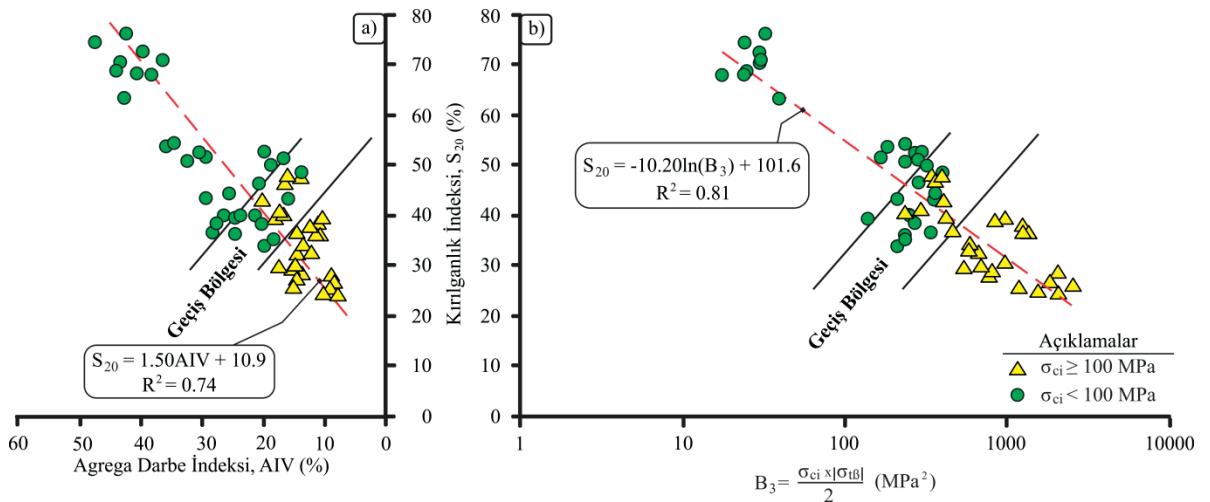 a)
80
70
60
50
40
30
20
10
0
Kırılganlık İndeksi, S20 (%)
Geçiş Bölgesi
S20 = 1.50AIV + 10.9
R2 = 0.74
60 50 40 30 20 10 0
Agrega Darbe İndeksi, AIV (%)
b)
80
70
60
50
40
30
20
10
0
S20 = -10.20ln(B3) + 101.6
R2 = 0.81
Geçiş Bölgesi
Açıklamalar
σci ≥ 100 MPa
σci < 100 MPa
1 10 100 1000 10000
B3 = σci x|σtß| / 2 (MPa2)